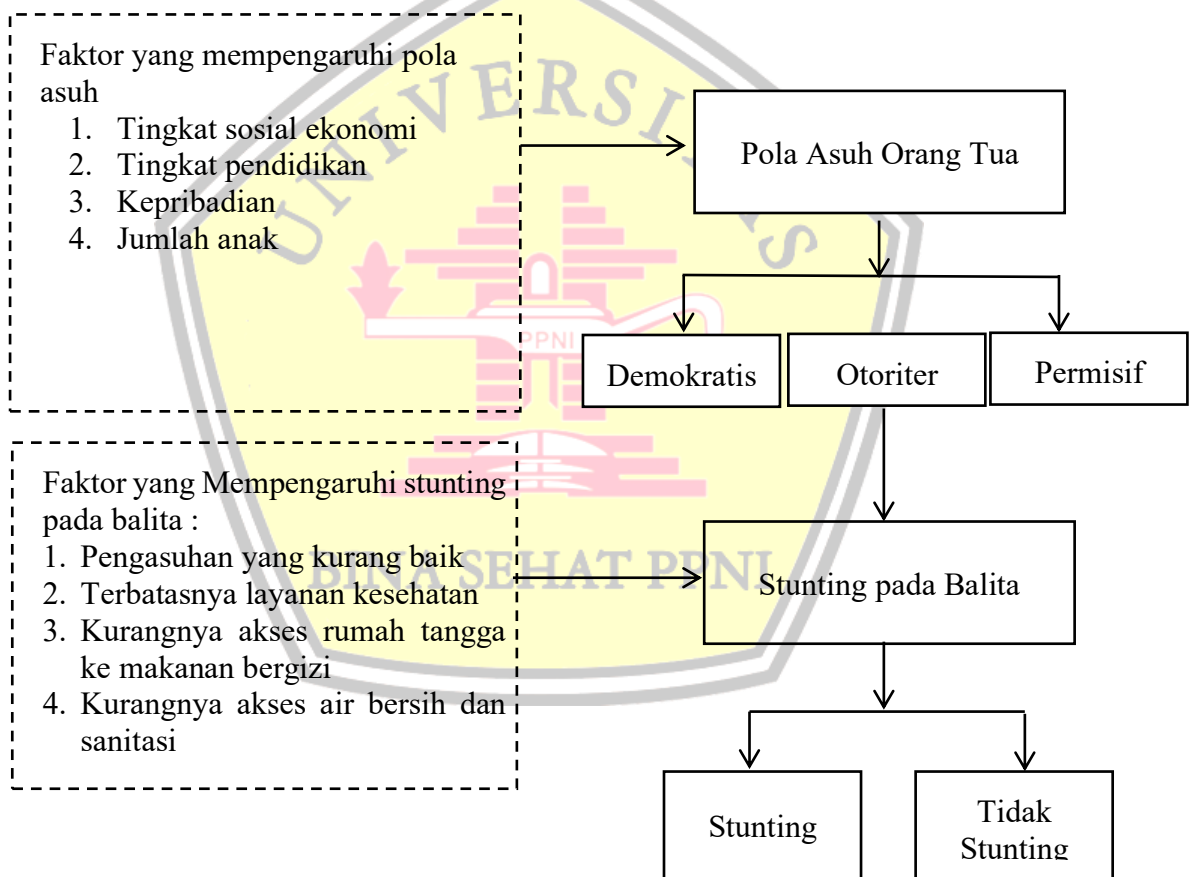 Faktor yang mempengaruhi pola
asuh
1. Tingkat sosial ekonomi
2. Tingkat pendidikan
3. Kepribadian
4. Jumlah anak
Pola Asuh Orang Tua
Demokratis
Otoriter
Permisif
Faktor yang Mempengaruhi stunting
pada balita :
1. Pengasuhan yang kurang baik
2. Terbatasnya layanan kesehatan
3. Kurangnya akses rumah tangga
ke makanan bergizi
4. Kurangnya akses air bersih dan
sanitasi
Stunting pada Balita
Stunting
Tidak
Stunting
UNIVERSITAS
PPNI
BINA SEHAT PPNI